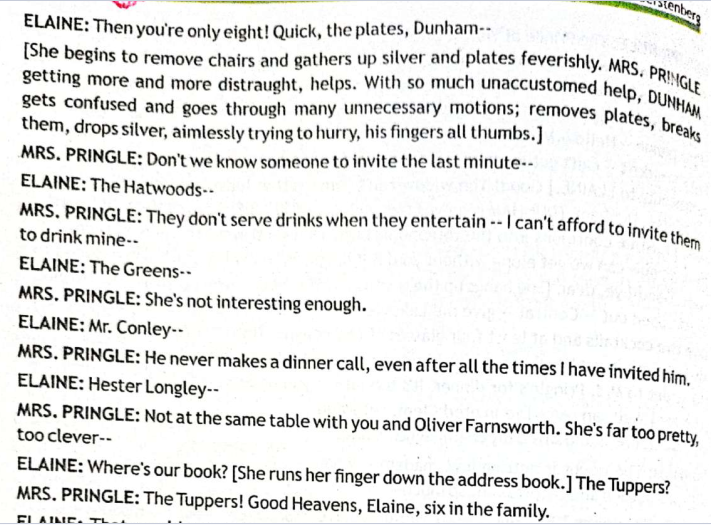 ELAINE: Then you're only eight! Quick, the plates, Dunham--
[She begins to remove chairs and gathers up silver and plates feverishly. MRS. PRINGLE
getting more and more distraught, helps. With so much unaccustomed help, DUNHAM
gets confused and goes through many unnecessary motions; removes plates, breaks
them, drops silver, aimlessly trying to hurry, his fingers all thumbs.]
MRS. PRINGLE: Don't we know someone to invite the last minute--
ELAINE: The Hatwoods--
MRS. PRINGLE: They don't serve drinks when they entertain -- I can't afford to invite them
to drink mine--
ELAINE: The Greens--
MRS. PRINGLE: She's not interesting enough.
ELAINE: Mr. Conley--
MRS. PRINGLE: He never makes a dinner call, even after all the times I have invited him.
ELAINE: Hester Longley--
MRS. PRINGLE: Not at the same table with you and Oliver Farnsworth. She's far too pretty,
too clever--
ELAINE: Where's our book? [She runs her finger down the address book.] The Tuppers?
MRS. PRINGLE: The Tuppers! Good Heavens, Elaine, six in the family.
ELAINE: